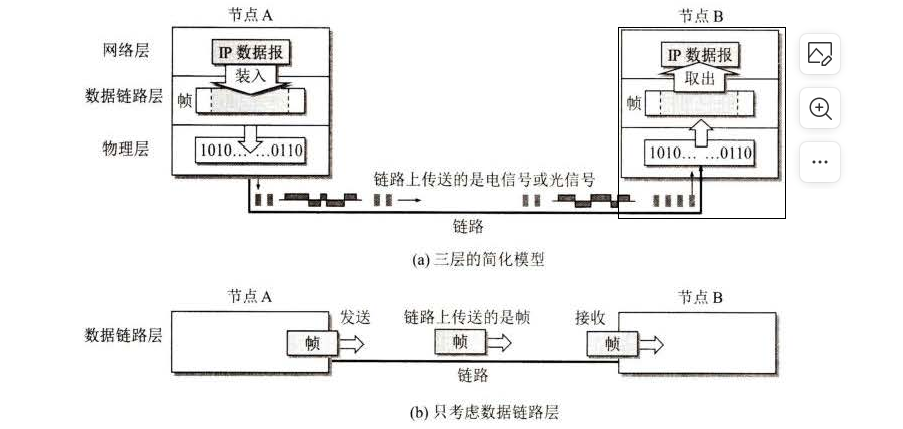 节点 A
节点 B
网络层
IP 数据报
IP 数据报
装入
取出
数据链路层
帧
帧
物理层
1010… …0110
1010… …0110
链路上传送的是电信号或光信号
链路
(a) 三层的简化模型
节点 A
节点 B
数据链路层
发送
链路上传送的是帧
接收
帧
帧
帧
链路
(b) 只考虑数据链路层